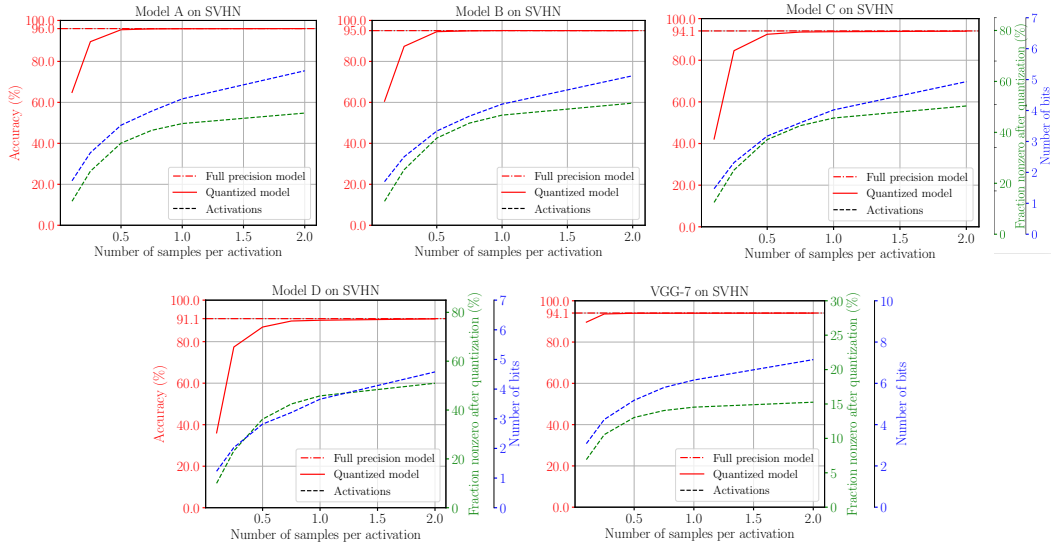 Model A on SVHN
96.0
80.0
60.0
40.0
20.0
0.0
Accuracy (%)
0.5 1.0 1.5 2.0
Number of samples per activation
Full precision model
Quantized model
Activations
Model B on SVHN
100.0
95.0
80.0
60.0
40.0
20.0
0.0
0.5 1.0 1.5 2.0
Number of samples per activation
Full precision model
Quantized model
Activations
Model C on SVHN
100.0
94.1
80.0
60.0
40.0
20.0
0.0
0.5 1.0 1.5 2.0
Number of samples per activation
Full precision model
Quantized model
Activations
80
60
40
20
0
Fraction nonzero after quantization (%)
7
6
5
4
3
2
1
0
Number of bits
Model D on SVHN
100.0
91.1
80.0
60.0
40.0
20.0
0.0
Accuracy (%)
0.5 1.0 1.5 2.0
Number of samples per activation
Full precision model
Quantized model
Activations
80
60
40
20
0
Fraction nonzero after quantization (%)
7
6
5
4
3
2
1
0
Number of bits
VGG-7 on SVHN
100.0
94.1
80.0
60.0
40.0
20.0
0.0
0.5 1.0 1.5 2.0
Number of samples per activation
Full precision model
Quantized model
Activations
30
25
20
15
10
5
0
Fraction nonzero after quantization (%)
10
8
6
4
2
0
Number of bits